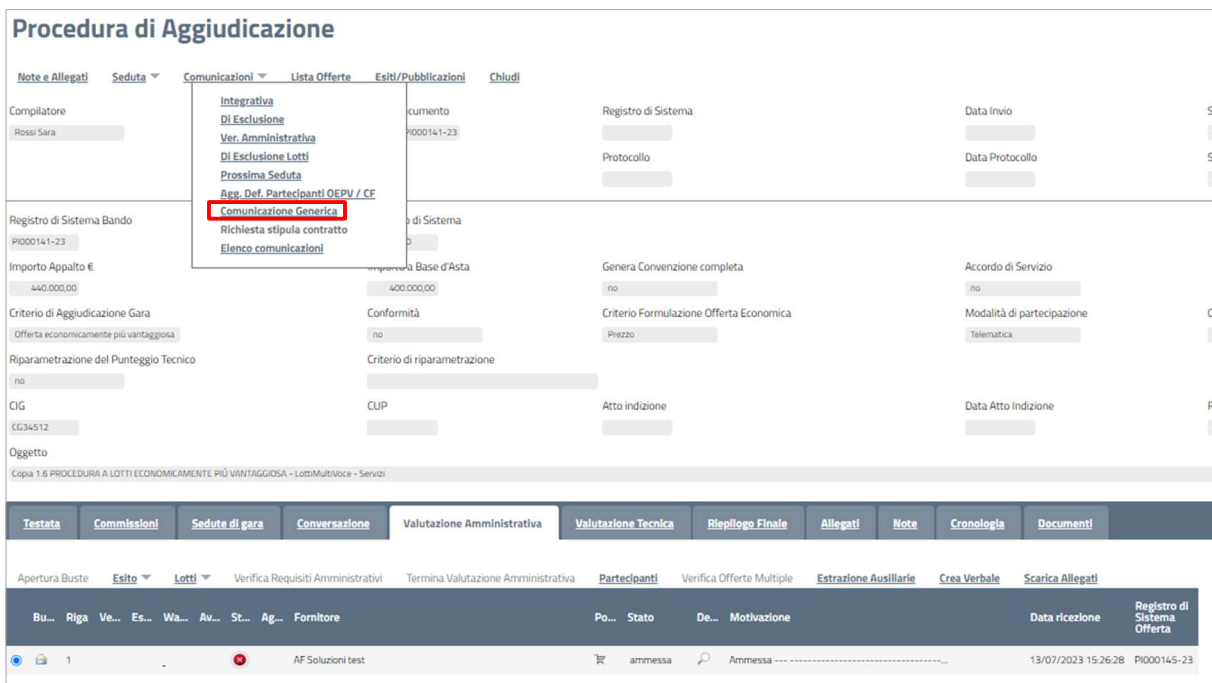 Procedura di Aggiudicazione
Note e Allegati Seduta Comunicazioni Lista Offerte Esiti/Pubblicazioni Chiudi
Integrativa
Di Esclusione
Ver. Amministrativa
Di Esclusione Lotti
Prossima Seduta
Agg. Def. Partecipanti OEPV / CF
Comunicazione Generica
Richiesta stipula contratto
Elenco comunicazioni
Compilatore cumento Registro di Sistema Data Invio S
Rossi Sara PI000141-23
Protocollo Data Protocollo S
Registro di Sistema Bando di Sistema
PI000141-23
Importo Appalto € a Base d'Asta Genera Convenzione completa Accordo di Servizio
440.000,00 400.000,00 no no
Criterio di Aggiudicazione Gara Conformità Criterio Formulazione Offerta Economica Modalità di partecipazione
Offerta economicamente più vantaggiosa no Prezzo Telematica
Riparametrazione del Punteggio Tecnico Criterio di riparametrazione
no
CIG CUP Atto indizione Data Atto Indizione
CG34512
Oggetto
Copia 1.6 PROCEDURA A LOTTI ECONOMICAMENTE PIÙ VANTAGGIOSA - LottiMultiVoce - Servizi
Testata Commissioni Sedute di gara Conversazione Valutazione Amministrativa Valutazione Tecnica Riepilogo Finale Allegati Note Cronologia Documenti
Apertura Buste Esito Lotti Verifica Requisiti Amministrativi Termina Valutazione Amministrativa Partecipanti Verifica Offerte Multiple Estrazione Ausiliarie Crea Verbale Scarica Allegati
Bu... Riga Ve... Es... Wa... Av... St... Ag... Fornitore Po... Stato De... Motivazione Data ricezione Registro di Sistema Offerta
1 AF Soluzioni test ammessa Ammessa --- ------------------------------------... 13/07/2023 15:26:28 PI000145-23